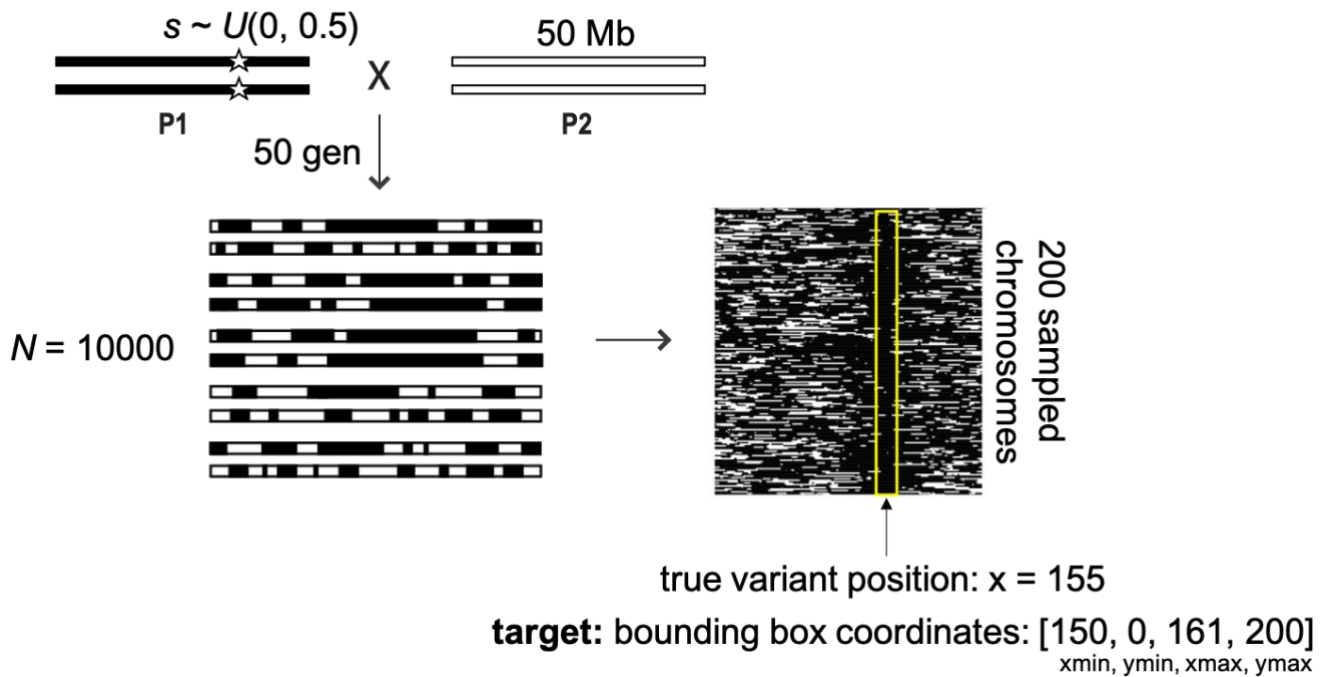 s ~ U(0, 0.5)
50 Mb
X
P1
P2
50 gen
N = 10000
200 sampled
chromosomes
true variant position: x = 155
target: bounding box coordinates: [150, 0, 161, 200]
xmin, ymin, xmax, ymax